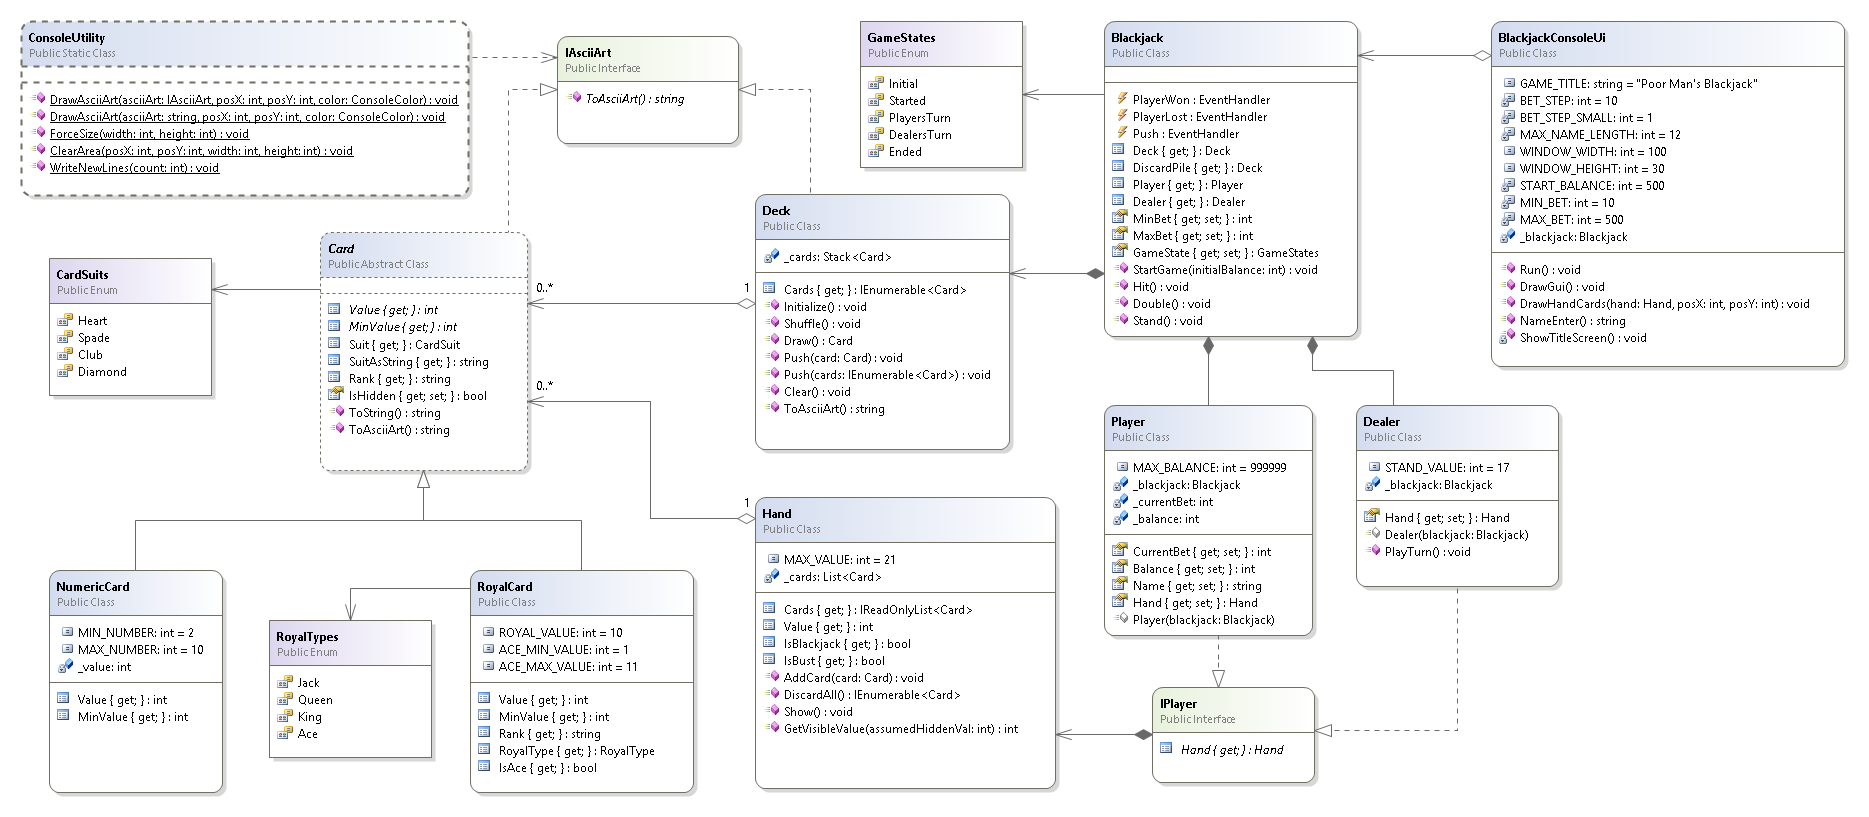 ConsoleUtility
Public Static Class
DrawAsciiArt(asciiArt: IAsciiArt, posX: int, posY: int, color: ConsoleColor) : void
DrawAsciiArt(asciiArt: string, posX: int, posY: int, color: ConsoleColor) : void
ForceSize(width: int, height: int) : void
ClearArea(posX: int, posY: int, width: int, height:int) : void
WriteNewLines(count: int) : void
IAsciiArt
Public Interface
ToAsciiArt() : string
GameStates
Public Enum
Initial
Started
PlayersTurn
DealersTurn
Ended
Blackjack
Public Class
PlayerWon : EventHandler
PlayerLost : EventHandler
Push : EventHandler
Deck { get; } : Deck
DiscardPile { get; } : Deck
Player { get; } : Player
Dealer { get; } : Dealer
MinBet { get; set; } : int
MaxBet { get; set; } : int
GameState { get; set; } : GameStates
StartGame(initialBalance: int) : void
Hit() : void
Double() : void
Stand() : void
BlackjackConsoleUi
Public Class
GAME_TITLE: string = "Poor Man's Blackjack"
BET_STEP: int = 10
BET_STEP_SMALL: int = 1
MAX_NAME_LENGTH: int = 12
WINDOW_WIDTH: int = 100
WINDOW_HEIGHT: int = 30
START_BALANCE: int = 500
MIN_BET: int = 10
MAX_BET: int = 500
_blackjack: Blackjack
Run() : void
DrawGui() : void
DrawHandCards(hand: Hand, posX: int, posY: int) : void
NameEnter() : string
ShowTitleScreen() : void
CardSuits
Public Enum
Heart
Spade
Club
Diamond
Card
Public Abstract Class
Value { get; } : int
MinValue { get; } : int
Suit { get; } : CardSuit
SuitAsString { get; } : string
Rank { get; } : string
IsHidden { get; set; } : bool
ToString() : string
ToAsciiArt() : string
0..*
1
0..*
1
Deck
Public Class
_cards: Stack<Card>
Cards { get; } : IEnumerable<Card>
Initialize() : void
Shuffle() : void
Draw() : Card
Push(card: Card) : void
Push(cards: IEnumerable<Card>) : void
Clear() : void
ToAsciiArt() : string
Player
Public Class
MAX_BALANCE: int = 999999
_blackjack: Blackjack
_currentBet: int
_balance: int
CurrentBet { get; set; } : int
Balance { get; set; } : int
Name { get; set; } : string
Hand { get; set; } : Hand
Player(blackjack: Blackjack)
Dealer
Public Class
STAND_VALUE: int = 17
_blackjack: Blackjack
Hand { get; set; } : Hand
Dealer(blackjack: Blackjack)
PlayTurn() : void
NumericCard
Public Class
MIN_NUMBER: int = 2
MAX_NUMBER: int = 10
_value: int
Value { get; } : int
MinValue { get; } : int
RoyalTypes
Public Enum
Jack
Queen
King
Ace
RoyalCard
Public Class
ROYAL_VALUE: int = 10
ACE_MIN_VALUE: int = 1
ACE_MAX_VALUE: int = 11
Value { get; } : int
MinValue { get; } : int
Rank { get; } : string
RoyalType { get; } : RoyalType
IsAce { get; } : bool
Hand
Public Class
MAX_VALUE: int = 21
_cards: List<Card>
Cards { get; } : IReadOnlyList<Card>
Value { get; } : int
IsBlackjack { get; } : bool
IsBust { get; } : bool
AddCard(card: Card) : void
DiscardAll() : IEnumerable<Card>
Show() : void
GetVisibleValue(assumedHiddenVal: int) : int
IPlayer
Public Interface
Hand { get; } : Hand